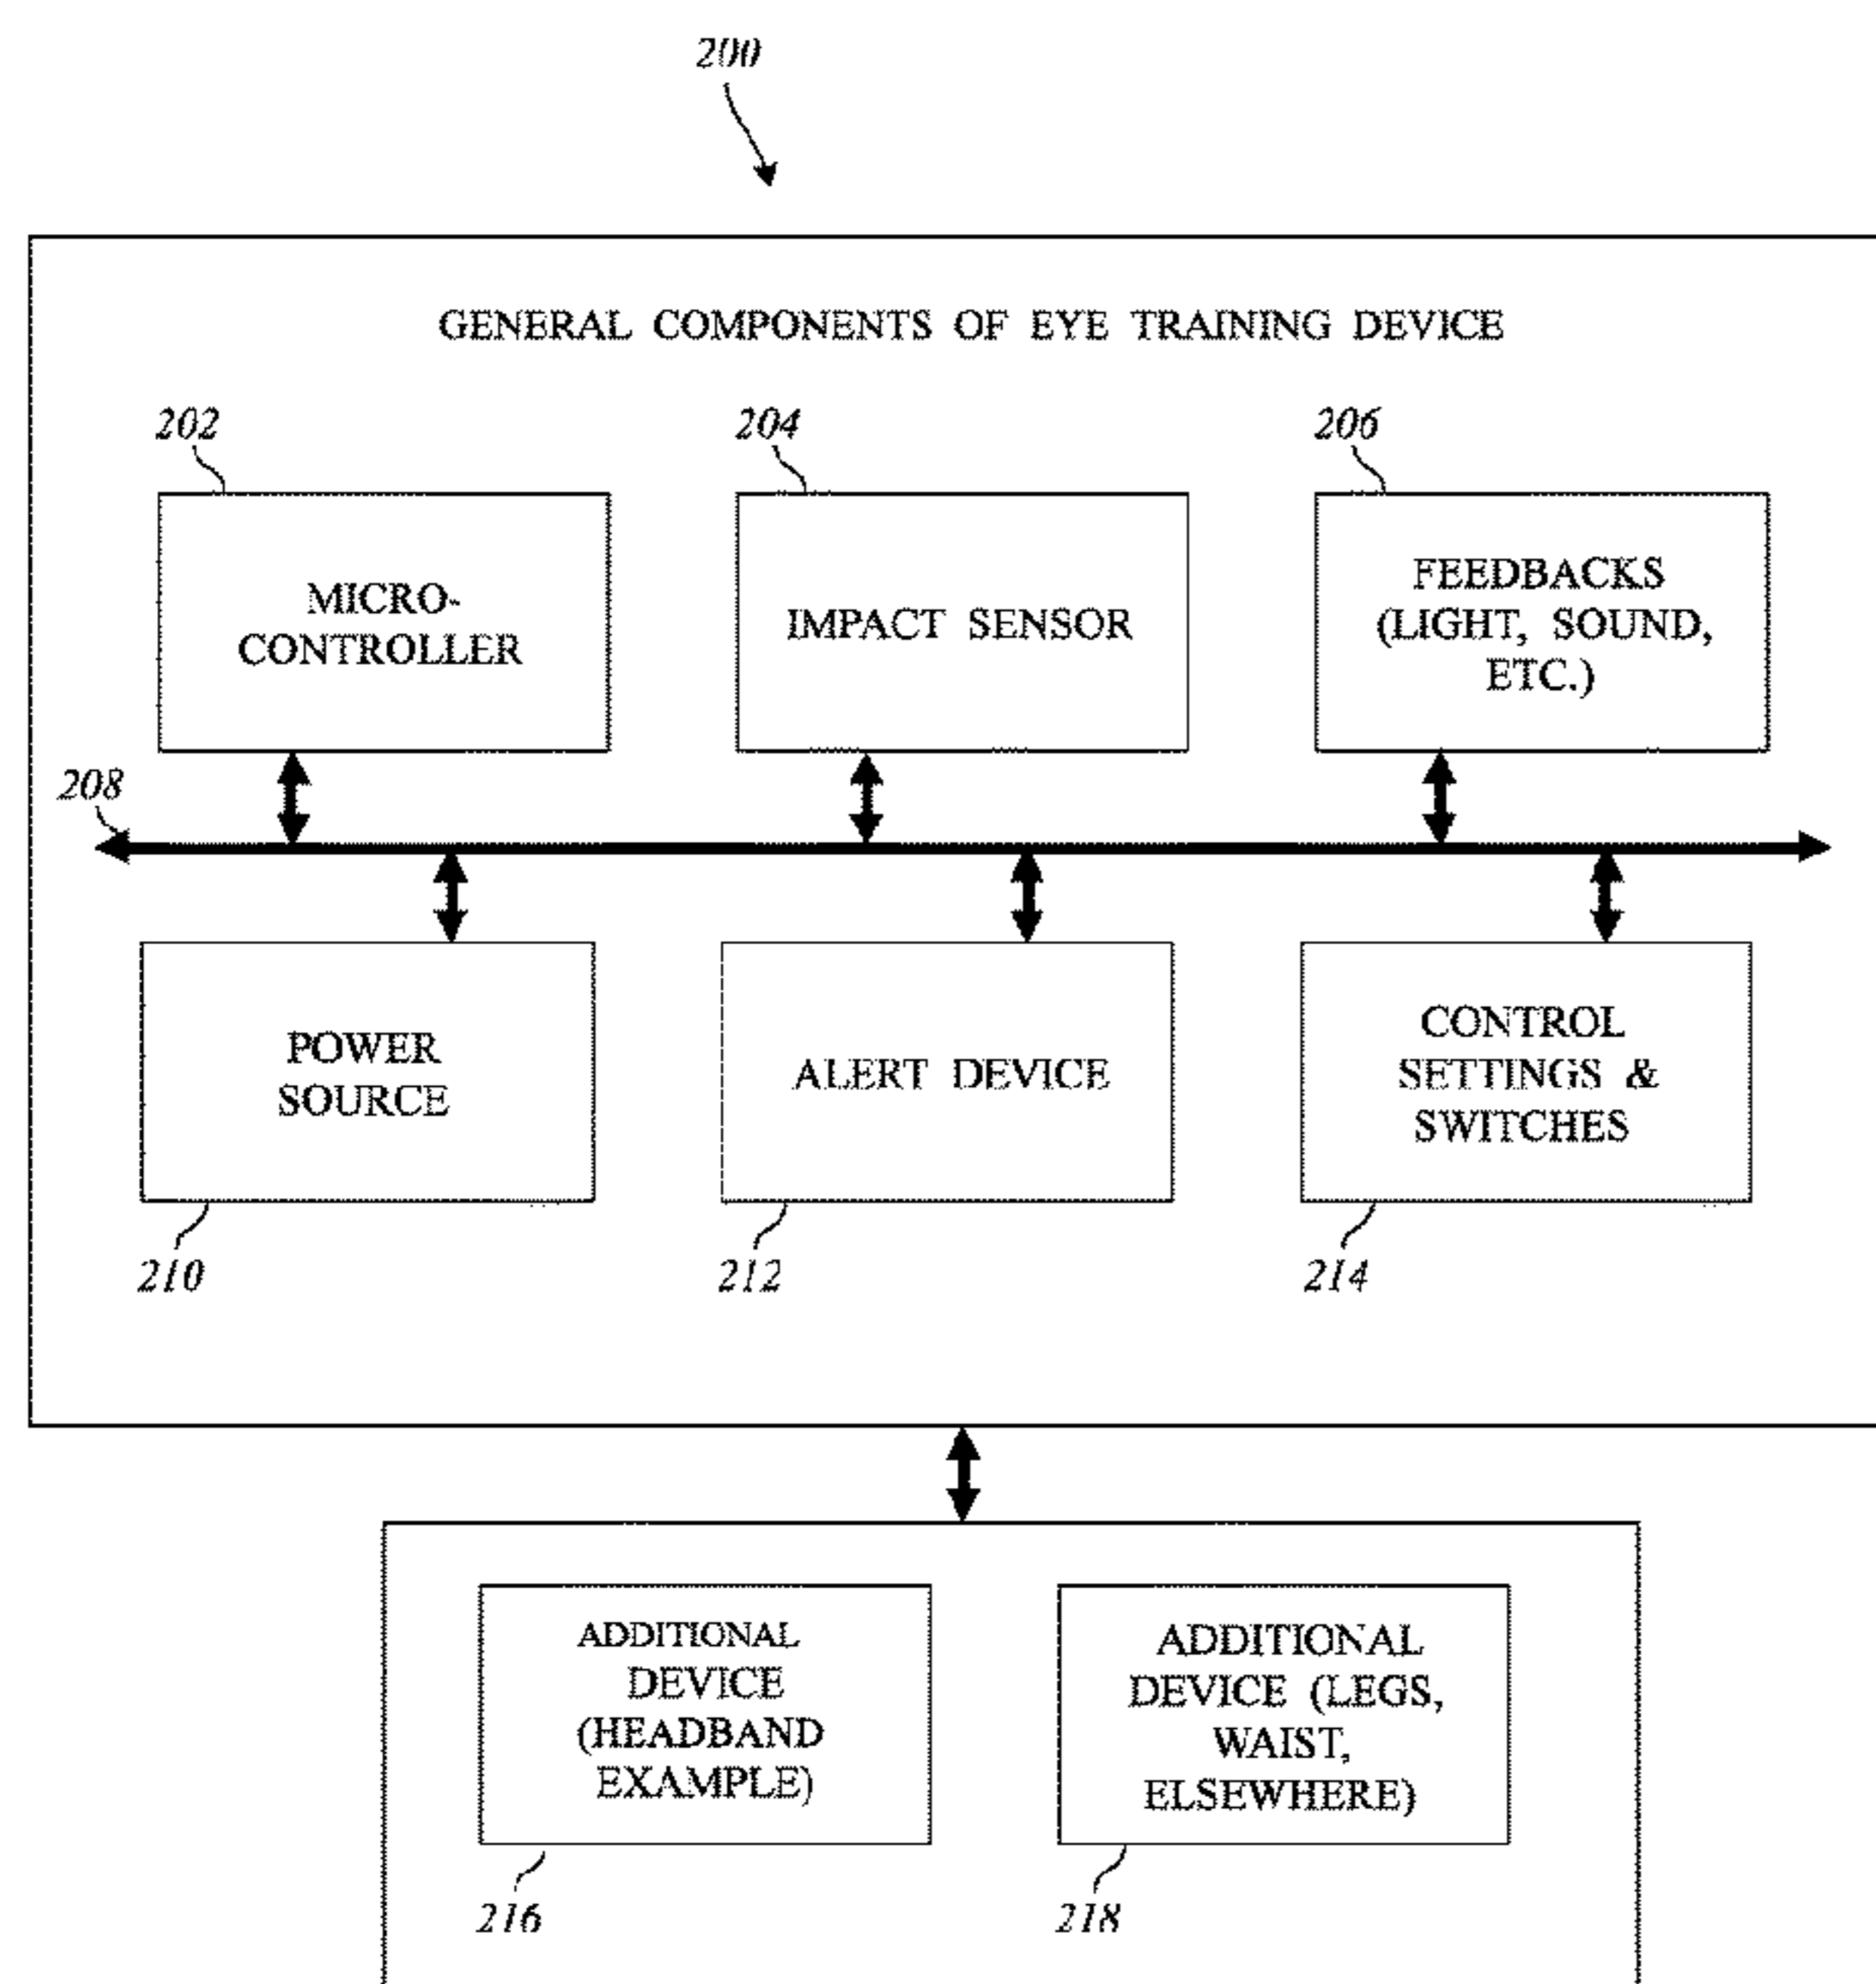 200
GENERAL COMPONENTS OF EYE TRAINING DEVICE
202
204
206
MICRO-
CONTROLLER
IMPACT SENSOR
FEEDBACKS
(LIGHT, SOUND,
ETC.)
208
POWER
SOURCE
ALERT DEVICE
CONTROL
SETTINGS &
SWITCHES
210
212
214
ADDITIONAL
DEVICE
(HEADBAND
EXAMPLE)
ADDITIONAL
DEVICE (LEGS,
WAIST,
ELSEWHERE)
216
218